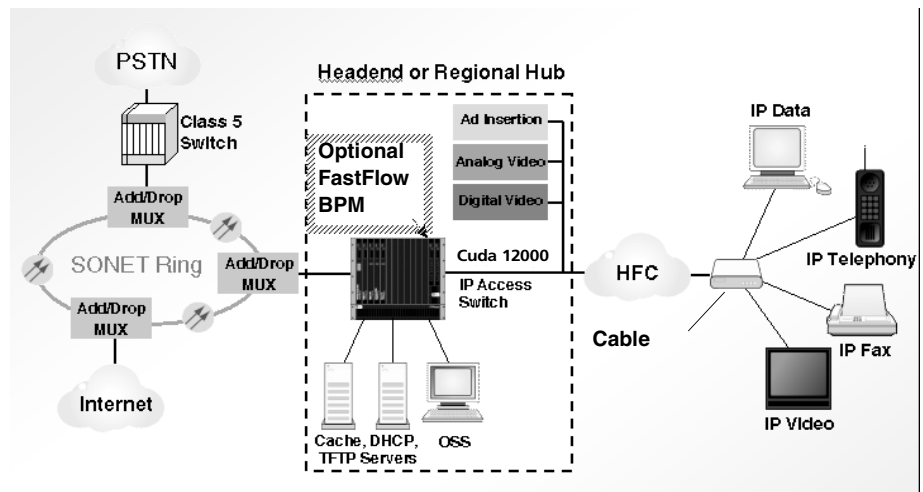 PSTN
Class 5
Switch
Add/Drop
MUX
SONET Ring
Add/Drop
MUX
Add/Drop
MUX
Internet
Headend or Regional Hub
Optional
FastFlow
BPM
Ad Insertion
Analog Video
Digital Video
Cuda 12000
IP Access
Switch
Cache, DHCP,
TFTP Servers
OSS
HFC
Cable
IP Data
IP Telephony
IP Fax
IP Video